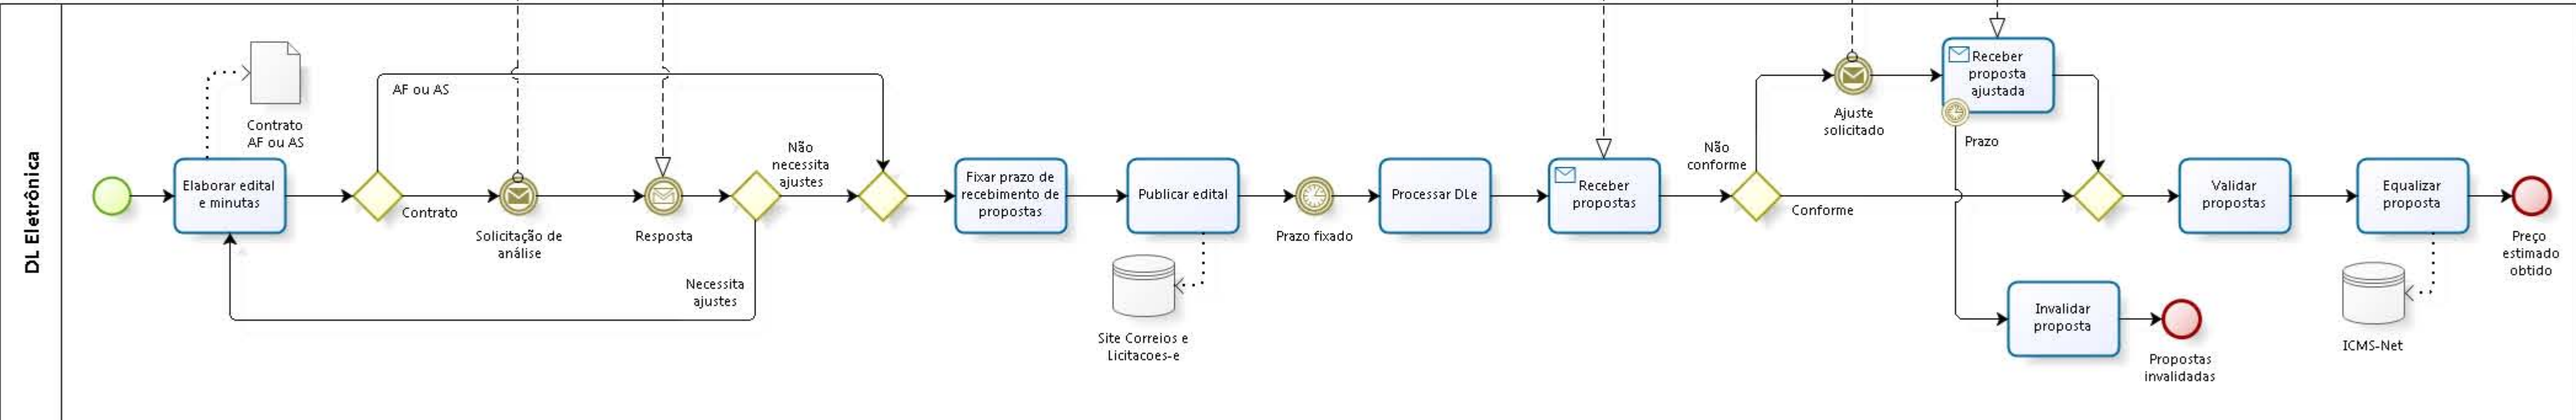 DL Eletrônica
Contrato
AF ou AS
Elaborar edital
e minutas
AF ou AS
Contrato
Solicitação de
análise
Resposta
Não
necessita
ajustes
Necessita
ajustes
Fixar prazo de
recebimento de
propostas
Publicar edital
Site Correios e
Licitacoes-e
Prazo fixado
Processar DLe
Receber
propostas
Não
conforme
Conforme
Ajuste
solicitado
Receber
proposta
ajustada
Prazo
Invalidar
proposta
Propostas
invalidadas
Validar
propostas
Equalizar
proposta
ICMS-Net
Preço
estimado
obtido